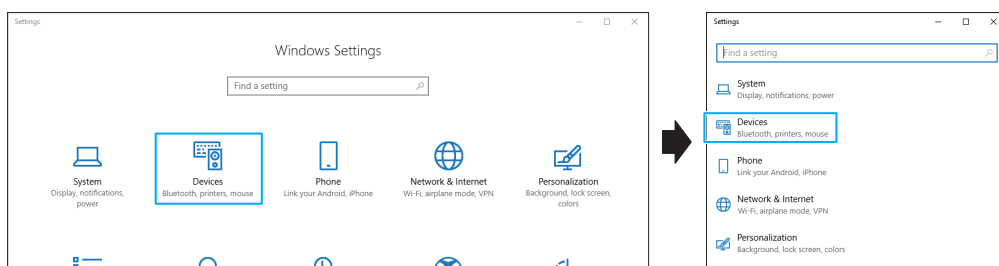 Settings
Windows Settings
Find a setting
System
Display, notifications,
power
Devices
Bluetooth, printers, mouse
Phone
Link your Android, iPhone
Network & Internet
Wi-Fi, airplane mode, VPN
Personalization
Background, lock screen,
colors
Settings
Find a setting
System
Display, notifications, power
Devices
Bluetooth, printers, mouse
Phone
Link your Android, iPhone
Network & Internet
Wi-Fi, airplane mode, VPN
Personalization
Background, lock screen, colors